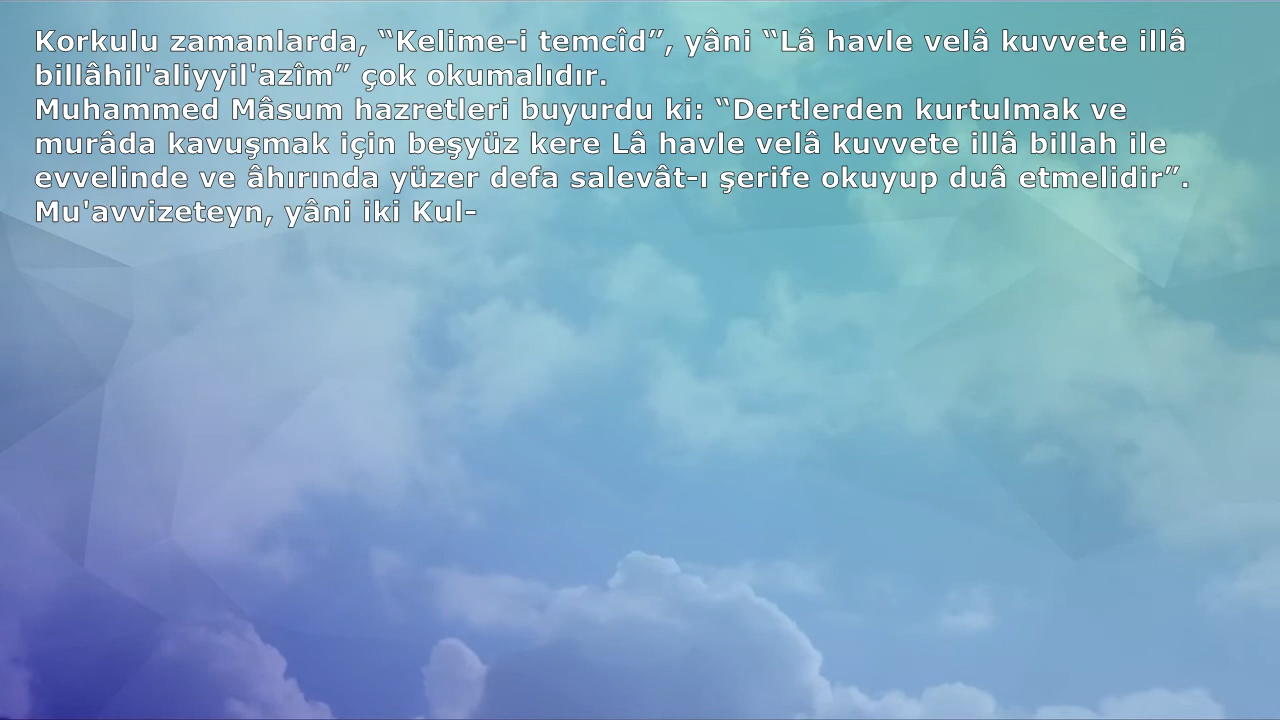 Korkulu zamanlarda, “Kelime-i temcîd”, yâni “Lâ havle velâ kuvvete illâ
billâhil'aliyyil'azîm” çok okumalıdır.
Muhammed Mâsum hazretleri buyurdu ki: “Dertlerden kurtulmak ve
murâda kavuşmak için beşyüz kere Lâ havle velâ kuvvete illâ billah ile
evvelinde ve âhırında yüzer defa salevât-ı şerife okuyup duâ etmelidir”.
Mu'avvizeteyn, yâni iki Kul-